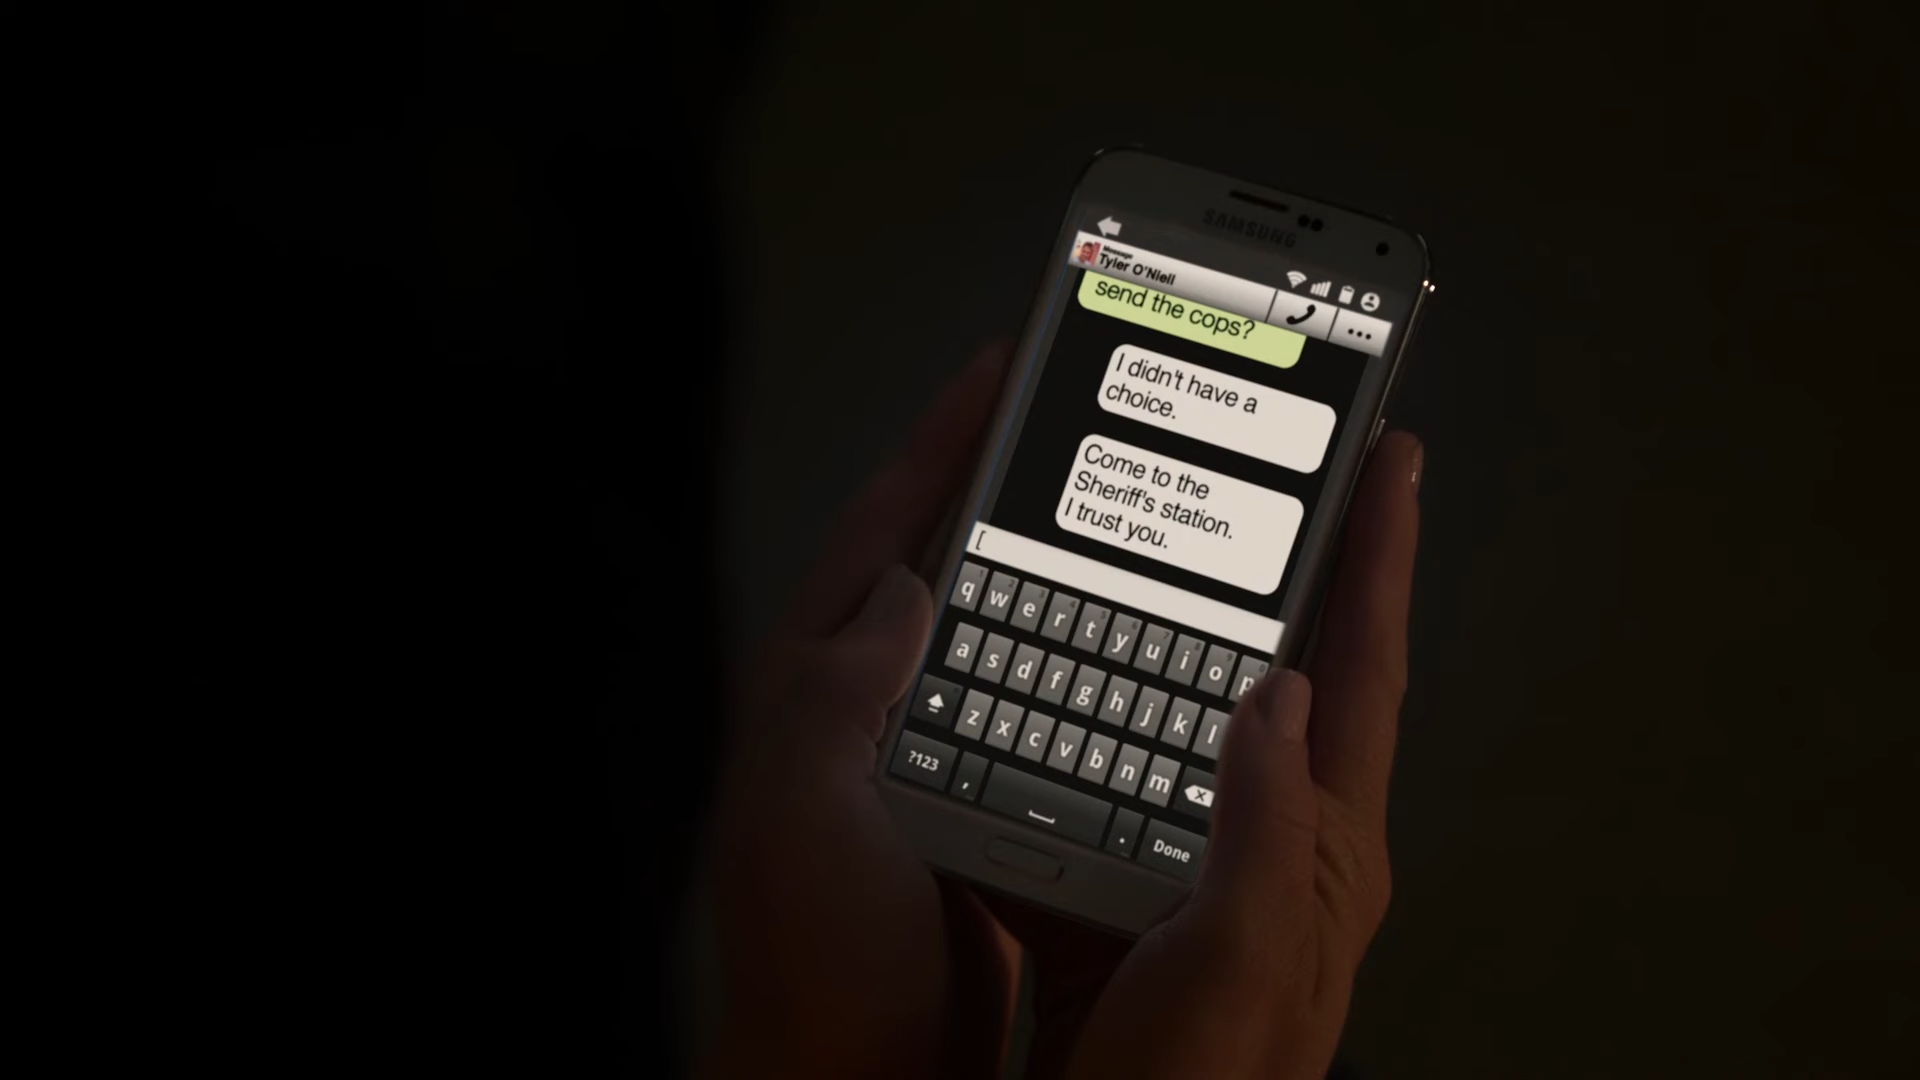 SAMSUNG
Message
Tyler O'Niell
send the cops?
I didn't have a
choice.
Come to the
Sheriff's station.
I trust you.
[
q w e r t y u i o p
a s d f g h j k l
z x c v b n m
?123 , . Done